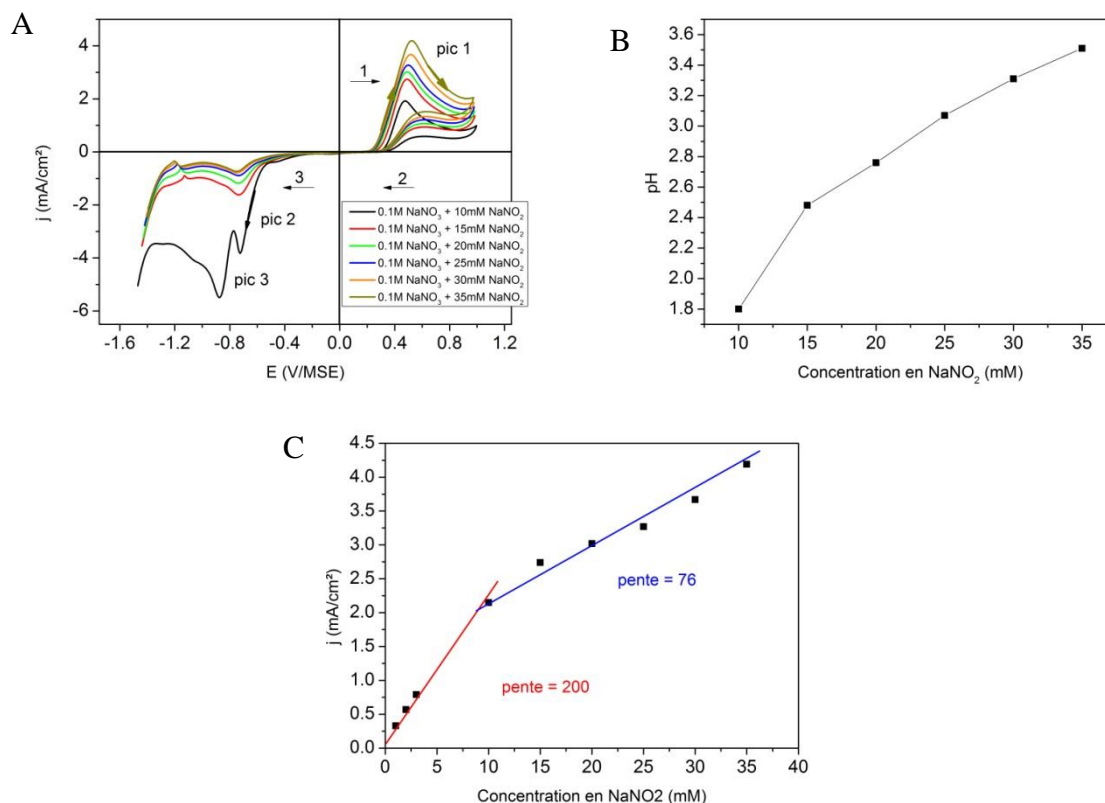 A
4
2
0
-2
-4
-6
j (mA/cm²)
-1.6
-1.2
-0.8
-0.4
0.0
0.4
0.8
1.2
E (V/MSE)
1
pic 1
3
2
pic 2
pic 3
0.1M NaNO₃ + 10mM NaNO₂
0.1M NaNO₃ + 15mM NaNO₂
0.1M NaNO₃ + 20mM NaNO₂
0.1M NaNO₃ + 25mM NaNO₂
0.1M NaNO₃ + 30mM NaNO₂
0.1M NaNO₃ + 35mM NaNO₂
B
3.6
3.4
3.2
3.0
2.8
2.6
2.4
2.2
2.0
1.8
pH
10
15
20
25
30
35
Concentration en NaNO₂ (mM)
C
4.5
4.0
3.5
3.0
2.5
2.0
1.5
1.0
0.5
0.0
j (mA/cm²)
pente = 76
pente = 200
0
5
10
15
20
25
30
35
40
Concentration en NaNO2 (mM)